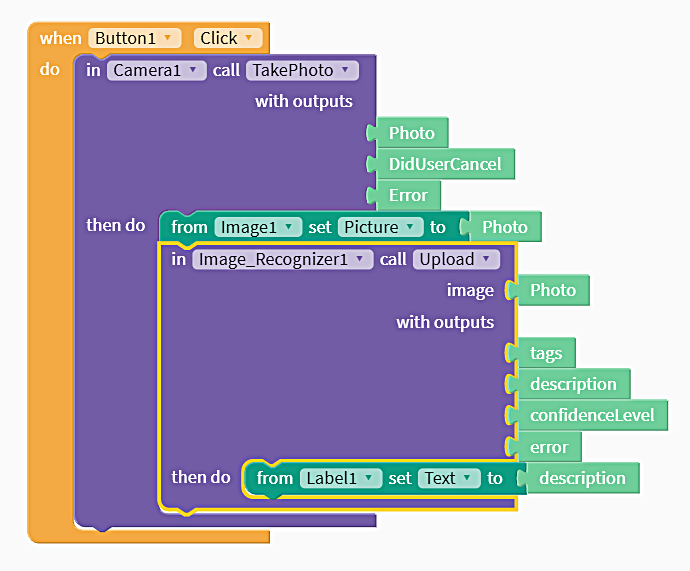 when Button1 Click
do in Camera1 call TakePhoto
with outputs
Photo
DidUserCancel
Error
then do from Image1 set Picture to Photo
in Image_Recognizer1 call Upload
image Photo
with outputs
tags
description
confidenceLevel
error
then do from Label1 set Text to description